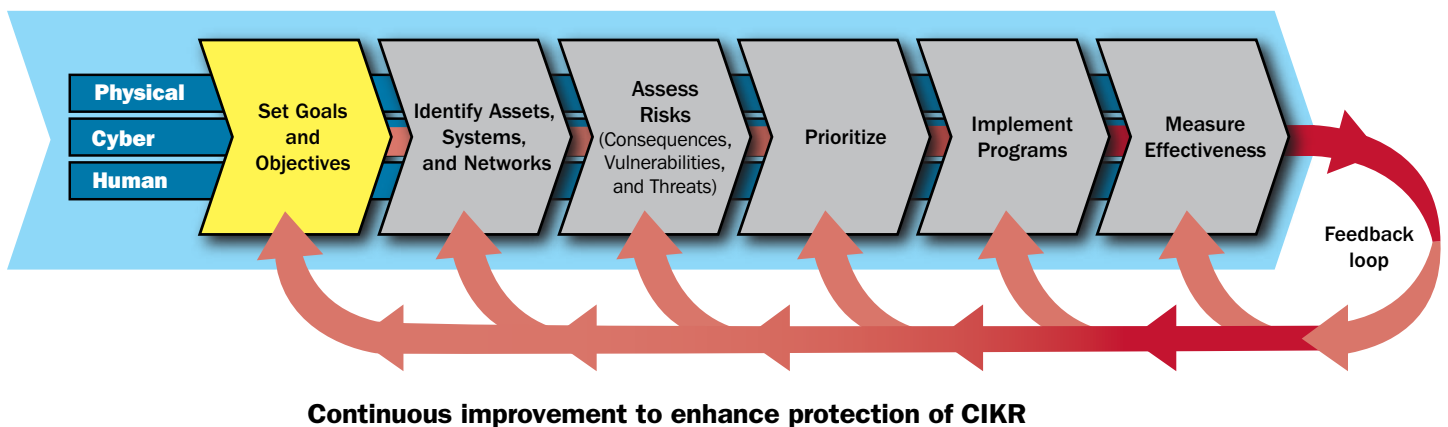 Physical
Cyber
Human
Set Goals
and
Objectives
Identify Assets,
Systems,
and Networks
Assess
Risks
(Consequences,
Vulnerabilities,
and Threats)
Prioritize
Implement
Programs
Measure
Effectiveness
Feedback
loop
Continuous improvement to enhance protection of CIKR